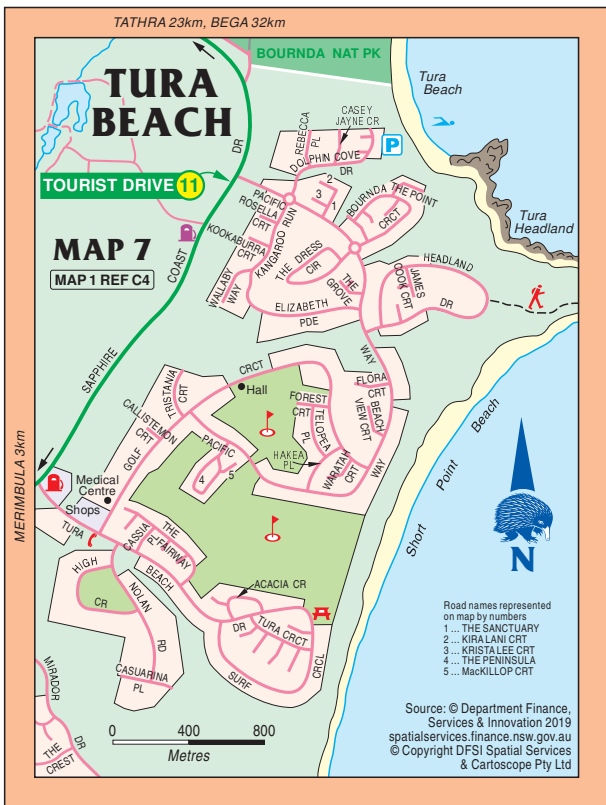 TATHRA 23km, BEGA 32km
BOURNDA NAT PK
TURA
BEACH
Tura
Beach
CASEY
JAYNE CR
REBECCA
PL
DOLPHIN COVE
DR
P
DR
TOURIST DRIVE 11
PACIFIC
2
3
1
BOURNDA
THE POINT
CRCT
Tura
Headland
ROSELLA
CRT
KANGAROO RUN
KOOKABURRA
CRT
MAP 7
MAP 1 REF C4
COAST
WALLABY
WAY
THE DRESS
CIR
THE
GROVE
ELIZABETH
PDE
HEADLAND
JAMES
COOK CRT
DR
SAPPHIRE
WAY
CRCT
TRISTANIA
CRT
Hall
FLORA
CRT
BEACH
VIEW CRT
FOREST
CRT
TELOPEA
PL
CALLISTEMON
CRT
GOLF
PACIFIC
HAKEA
PL
WARATAH
CRT
WAY
4
5
Short Point Beach
MERIMBULA 3km
Medical
Centre
Shops
TURA
BEACH
CASSIA
PL
THE
FAIRWAY
N
HIGH
CR
NOLAN
RD
ACACIA CR
DR
TURA CRCT
SURF
CRCL
CASUARINA
PL
MIRADOR
DR
THE
CREST
Road names represented
on map by numbers
1 ... THE SANCTUARY
2 ... KIRA LANI CRT
3 ... KRISTA LEE CRT
4 ... THE PENINSULA
5 ... MacKILLOP CRT
0 400 800
Metres
Source: © Department Finance,
Services & Innovation 2019
spatialservices.finance.nsw.gov.au
© Copyright DFSI Spatial Services
& Cartoscope Pty Ltd